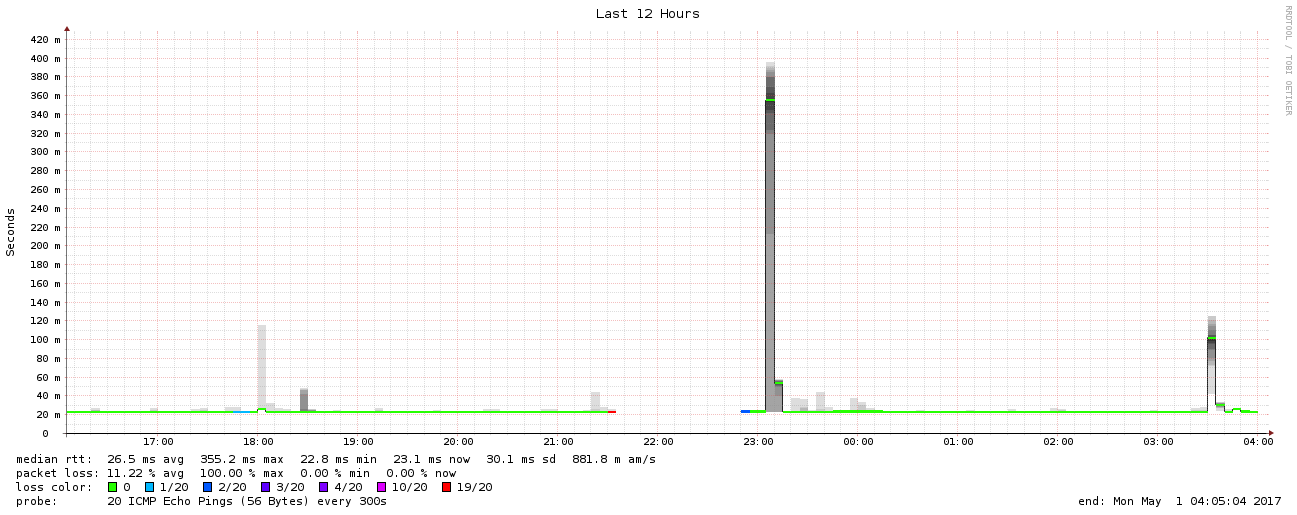 Last 12 Hours
RRDTOOL / TOBI OETIKER
Seconds
420 m
400 m
380 m
360 m
340 m
320 m
300 m
280 m
260 m
240 m
220 m
200 m
180 m
160 m
140 m
120 m
100 m
80 m
60 m
40 m
20 m
0
17:00 18:00 19:00 20:00 21:00 22:00 23:00 00:00 01:00 02:00 03:00 04:00
median rtt: 26.5 ms avg 355.2 ms max 22.8 ms min 23.1 ms now 30.1 ms sd 881.8 m am/s
packet loss: 11.22 % avg 100.00 % max 0.00 % min 0.00 % now
loss color: 0 1/20 2/20 3/20 4/20 10/20 19/20
probe: 20 ICMP Echo Pings (56 Bytes) every 300s end: Mon May 1 04:05:04 2017